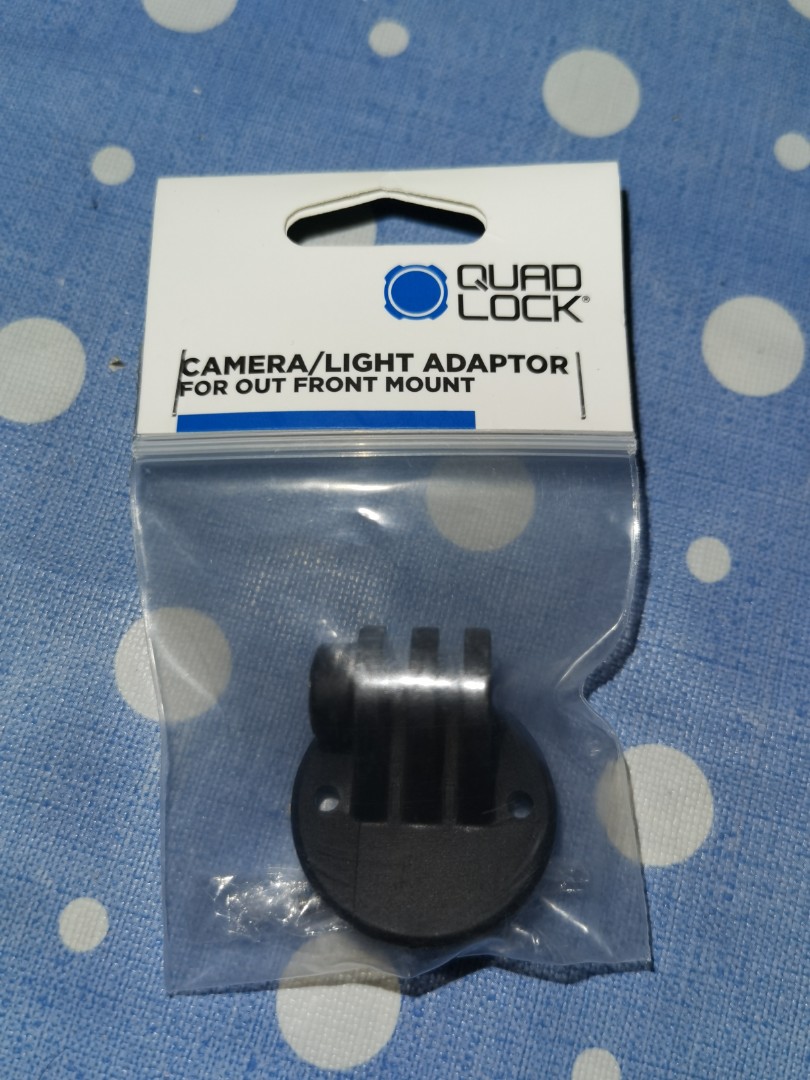 QUAD
LOCK®
CAMERA/LIGHT ADAPTOR
FOR OUT FRONT MOUNT